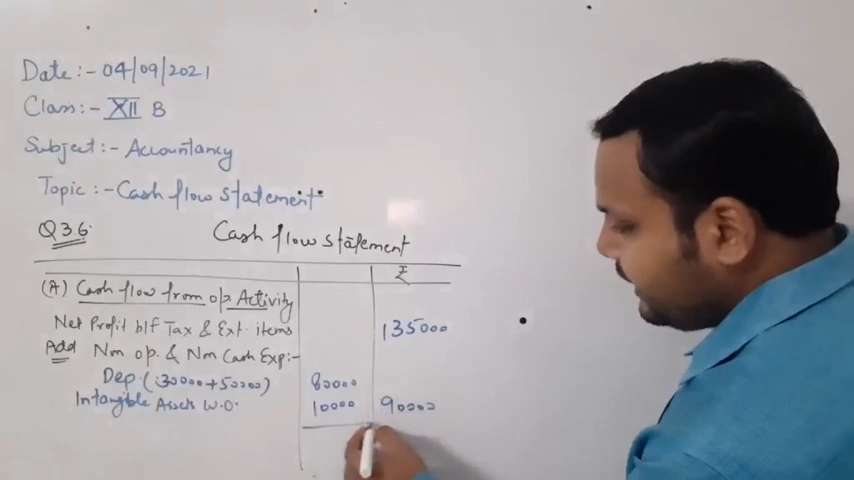 Date :- 04/09/2021
Class :- XII B
Subject :- Accountancy
Topic :- Cash flow statement
Q36. Cash flow statement
₹
(A) Cash flow from o/z Activity
Net Profit b/f Tax & Ext. items 135000
Add Nm op. & Nm Cash Exp:-
Dep. (30000+50000) 80000
Intangible Assets W.O. 10000 90000